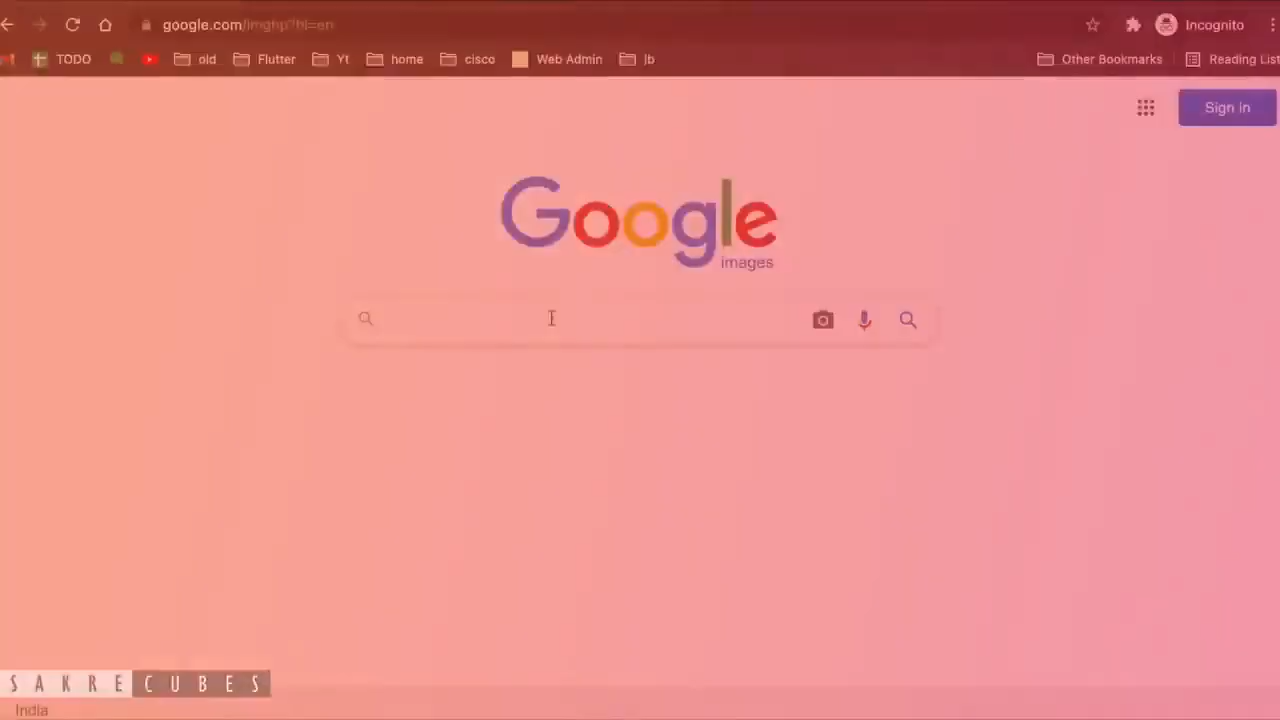 google.com/imghp?hl=en
Incognito
TODO
old
Flutter
Yt
home
cisco
Web Admin
lb
Other Bookmarks
Reading List
Sign in
Google
images
SAKRECUBES
India